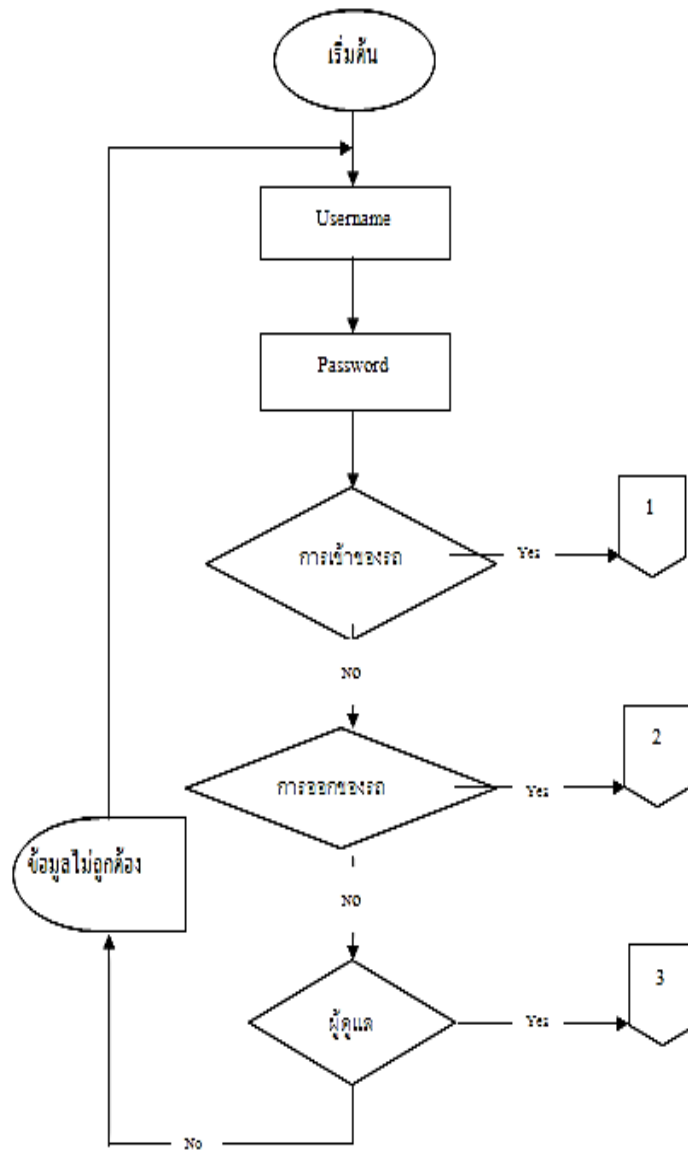 เริ่มต้น
Username
Password
การเข้าของรถ
Yes
1
NO
การออกของรถ
Yes
2
ข้อมูลไม่ถูกต้อง
NO
ผู้ดูแล
Yes
3
No